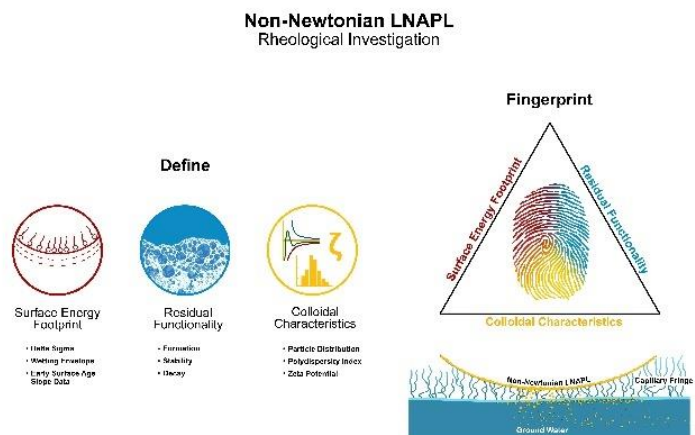 Non-Newtonian LNAPL
Rheological Investigation
Define
Surface Energy
Footprint
• Delta Sigma
• Wetting Envelope
• Early Surface Age
Slope Data
Residual
Functionality
• Formation
• Stability
• Decay
ζ
Colloidal
Characteristics
• Particle Distribution
• Polydispersity Index
• Zeta Potential
Fingerprint
Surface Energy Footprint
Residual Functionality
Colloidal Characteristics
Non-Newtonian LNAPL
Capillary Fringe
Ground Water